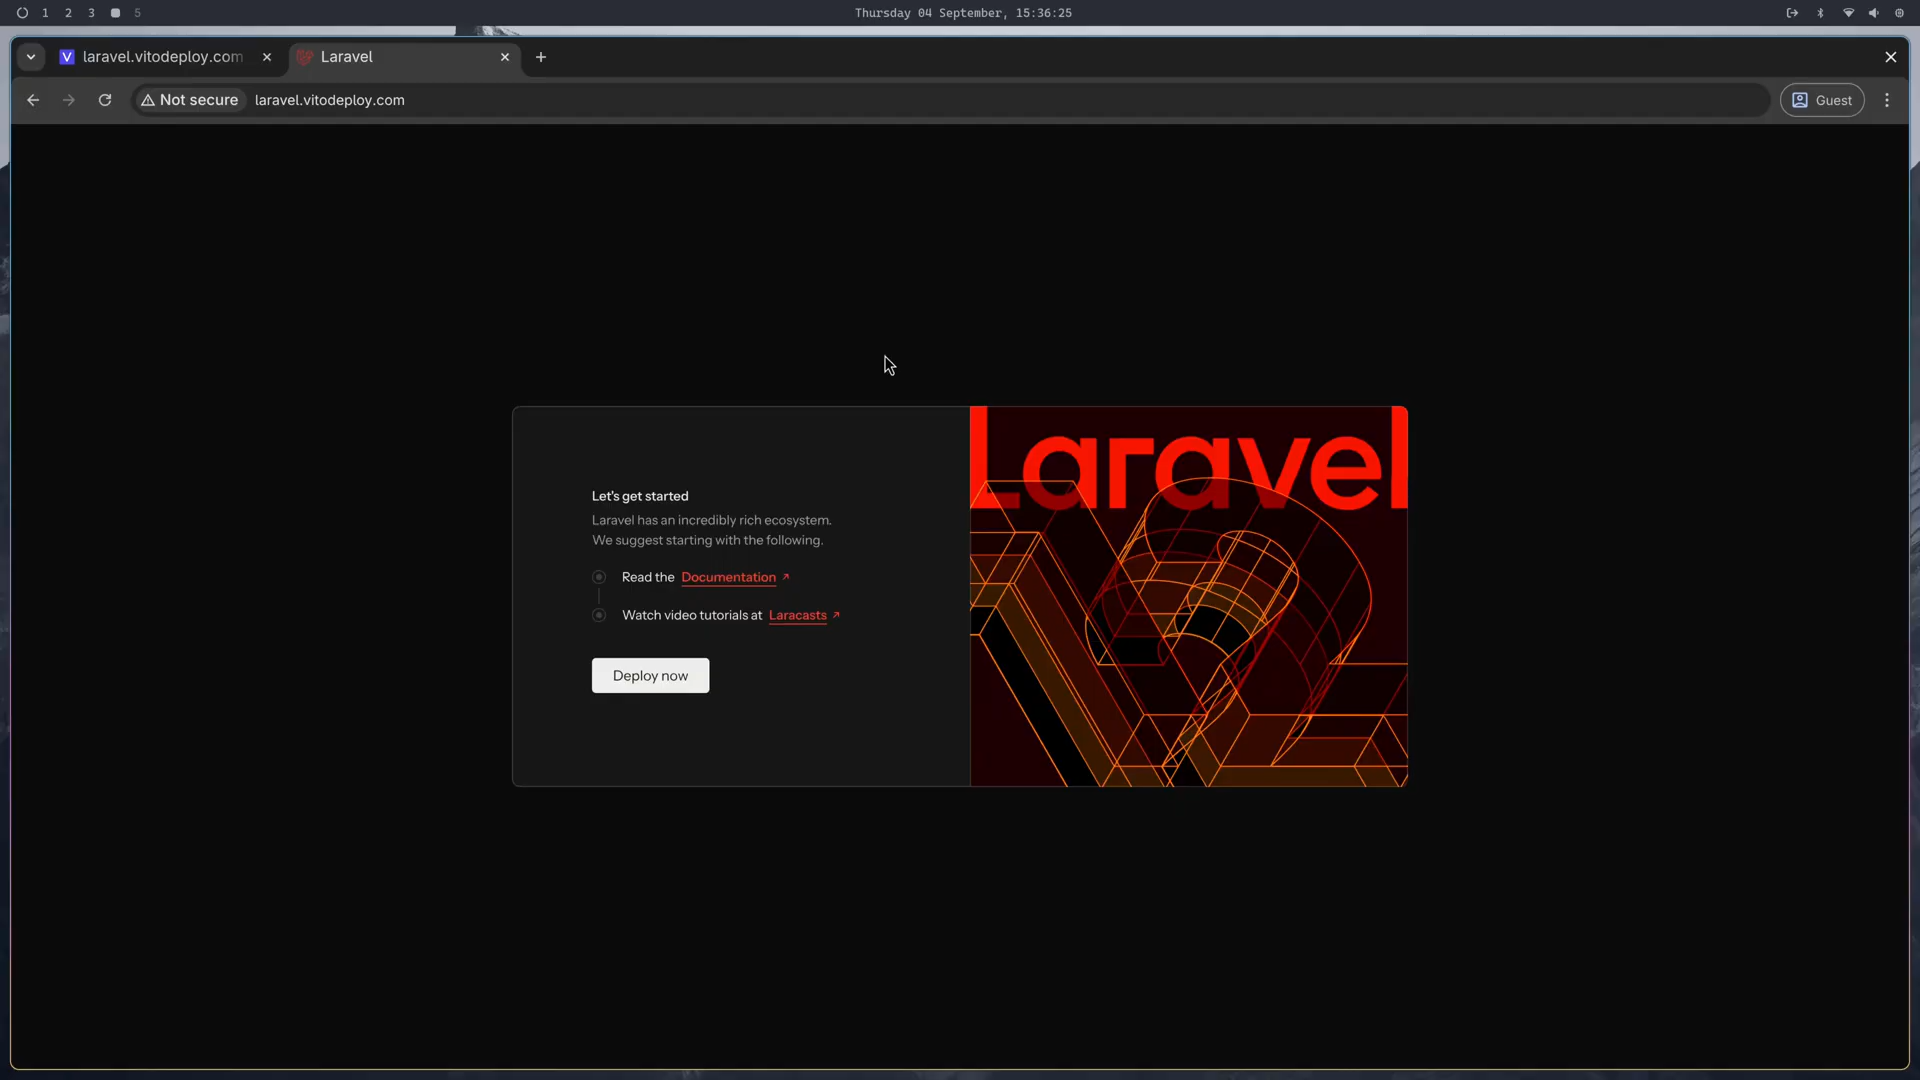 1 2 3 5
Thursday 04 September, 15:36:25
V laravel.vitodeploy.com
Laravel
Not secure laravel.vitodeploy.com
Guest
Laravel
Let's get started
Laravel has an incredibly rich ecosystem.
We suggest starting with the following.
Read the Documentation
Watch video tutorials at Laracasts
Deploy now